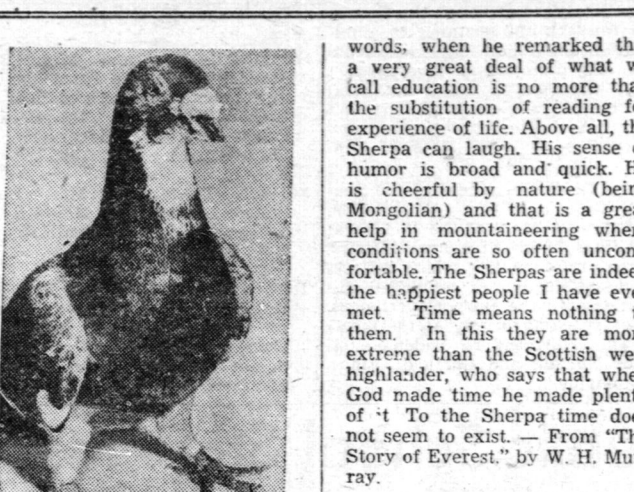 words, when he remarked th
a very great deal of what w
call education is no more tha
the substitution of reading fo
experience of life. Above all, th
Sherpa can laugh. His sense o
humor is broad and quick. H
is cheerful by nature (bein
Mongolian) and that is a grea
help in mountaineering wher
conditions are so often uncom
fortable. The Sherpas are indee
the happiest people I have eve
met. Time means nothing t
them. In this they are mor
extreme than the Scottish we
highlander, who says that whe
God made time he made plent
of 't To the Sherpa time doe
not seem to exist. — From "Th
Story of Everest." by W. H. Mu
ray.